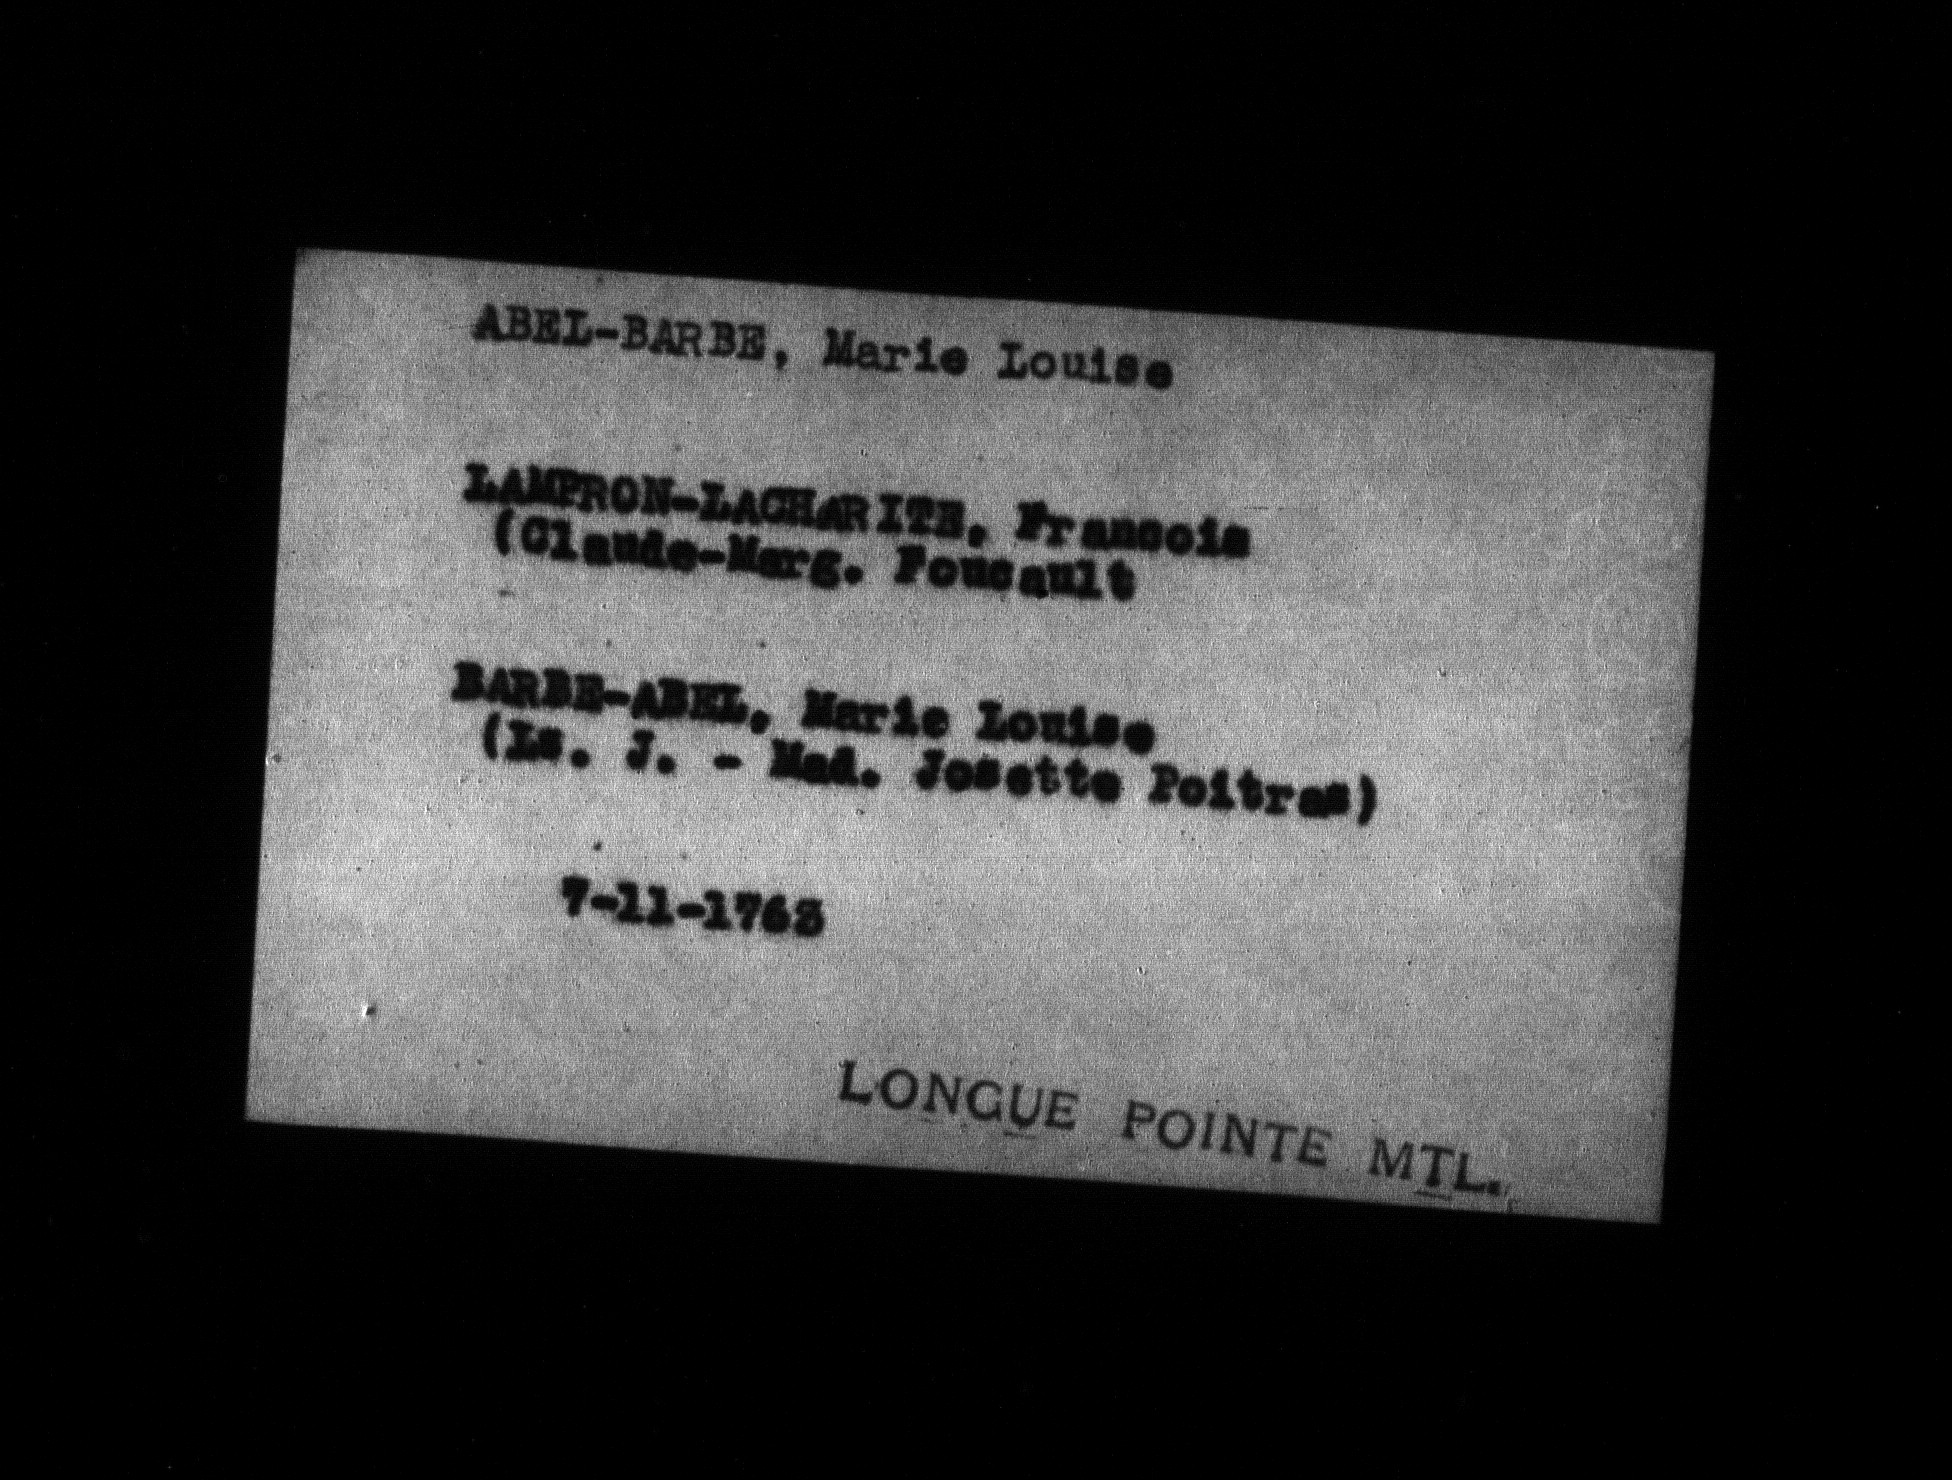 ABEL-BARBE, Marie Louise
LAMPRON-LACHARITE, Francois
(Claude-Marg. Foucault
BARBE-ABEL, Marie Louise
(Ls. J. - Mad. Josette Poitras)
7-11-1763
LONGUE POINTE MTL.